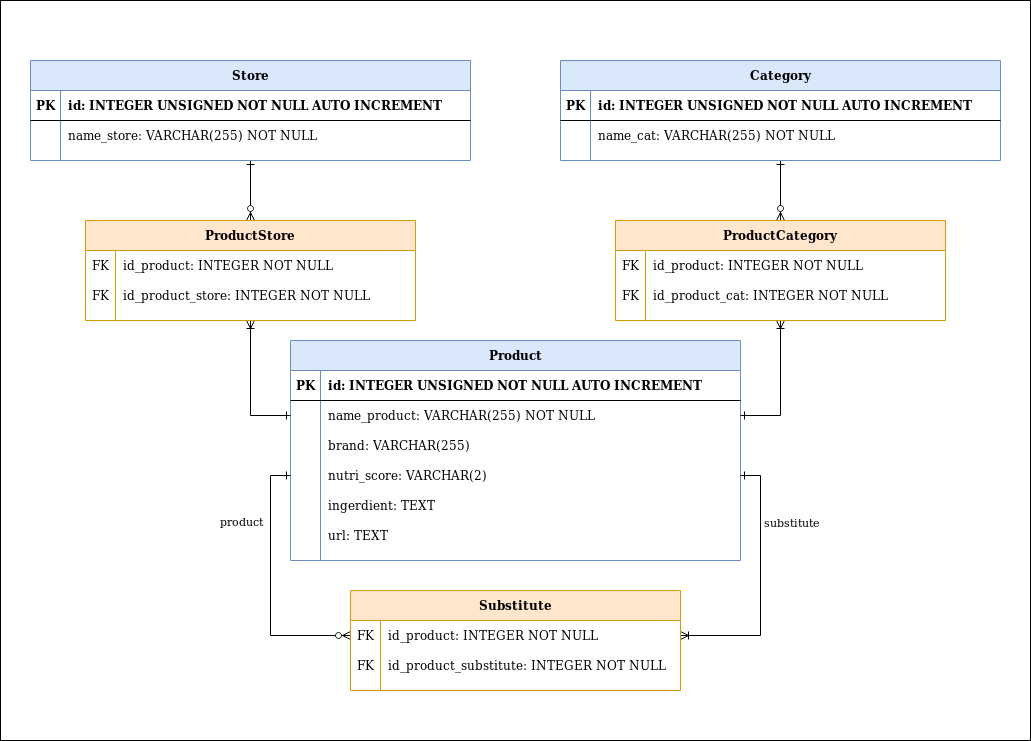 Store
PK id: INTEGER UNSIGNED NOT NULL AUTO INCREMENT
name_store: VARCHAR(255) NOT NULL
Category
PK id: INTEGER UNSIGNED NOT NULL AUTO INCREMENT
name_cat: VARCHAR(255) NOT NULL
ProductStore
FK id_product: INTEGER NOT NULL
FK id_product_store: INTEGER NOT NULL
ProductCategory
FK id_product: INTEGER NOT NULL
FK id_product_cat: INTEGER NOT NULL
Product
PK id: INTEGER UNSIGNED NOT NULL AUTO INCREMENT
name_product: VARCHAR(255) NOT NULL
brand: VARCHAR(255)
nutri_score: VARCHAR(2)
ingerdient: TEXT
url: TEXT
product
substitute
Substitute
FK id_product: INTEGER NOT NULL
FK id_product_substitute: INTEGER NOT NULL